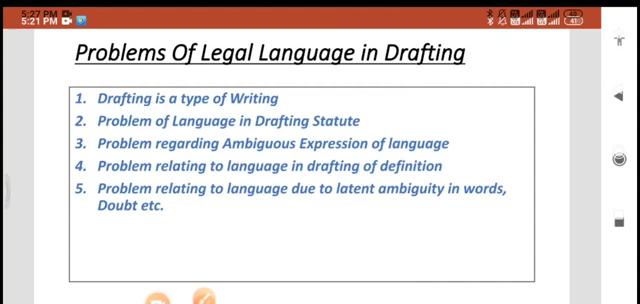 5:27 PM
5:21 PM
Problems Of Legal Language in Drafting
1. Drafting is a type of Writing
2. Problem of Language in Drafting Statute
3. Problem regarding Ambiguous Expression of language
4. Problem relating to language in drafting of definition
5. Problem relating to language due to latent ambiguity in words,
Doubt etc.